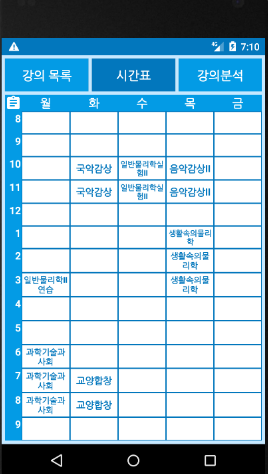 4G 7:10
강의 목록 시간표 강의분석
월 화 수 목 금
8
9
10 국악감상 일반물리학실 음악감상II
험II
11 국악감상 일반물리학실 음악감상II
험II
12
1 생활속의물리
학
2 생활속의물
리학
3 일반물리학II 생활속의물
연습 리학
4
5
6 과학기술과
사회
7 과학기술과 교양합창
사회
8 과학기술과 교양합창
사회
9